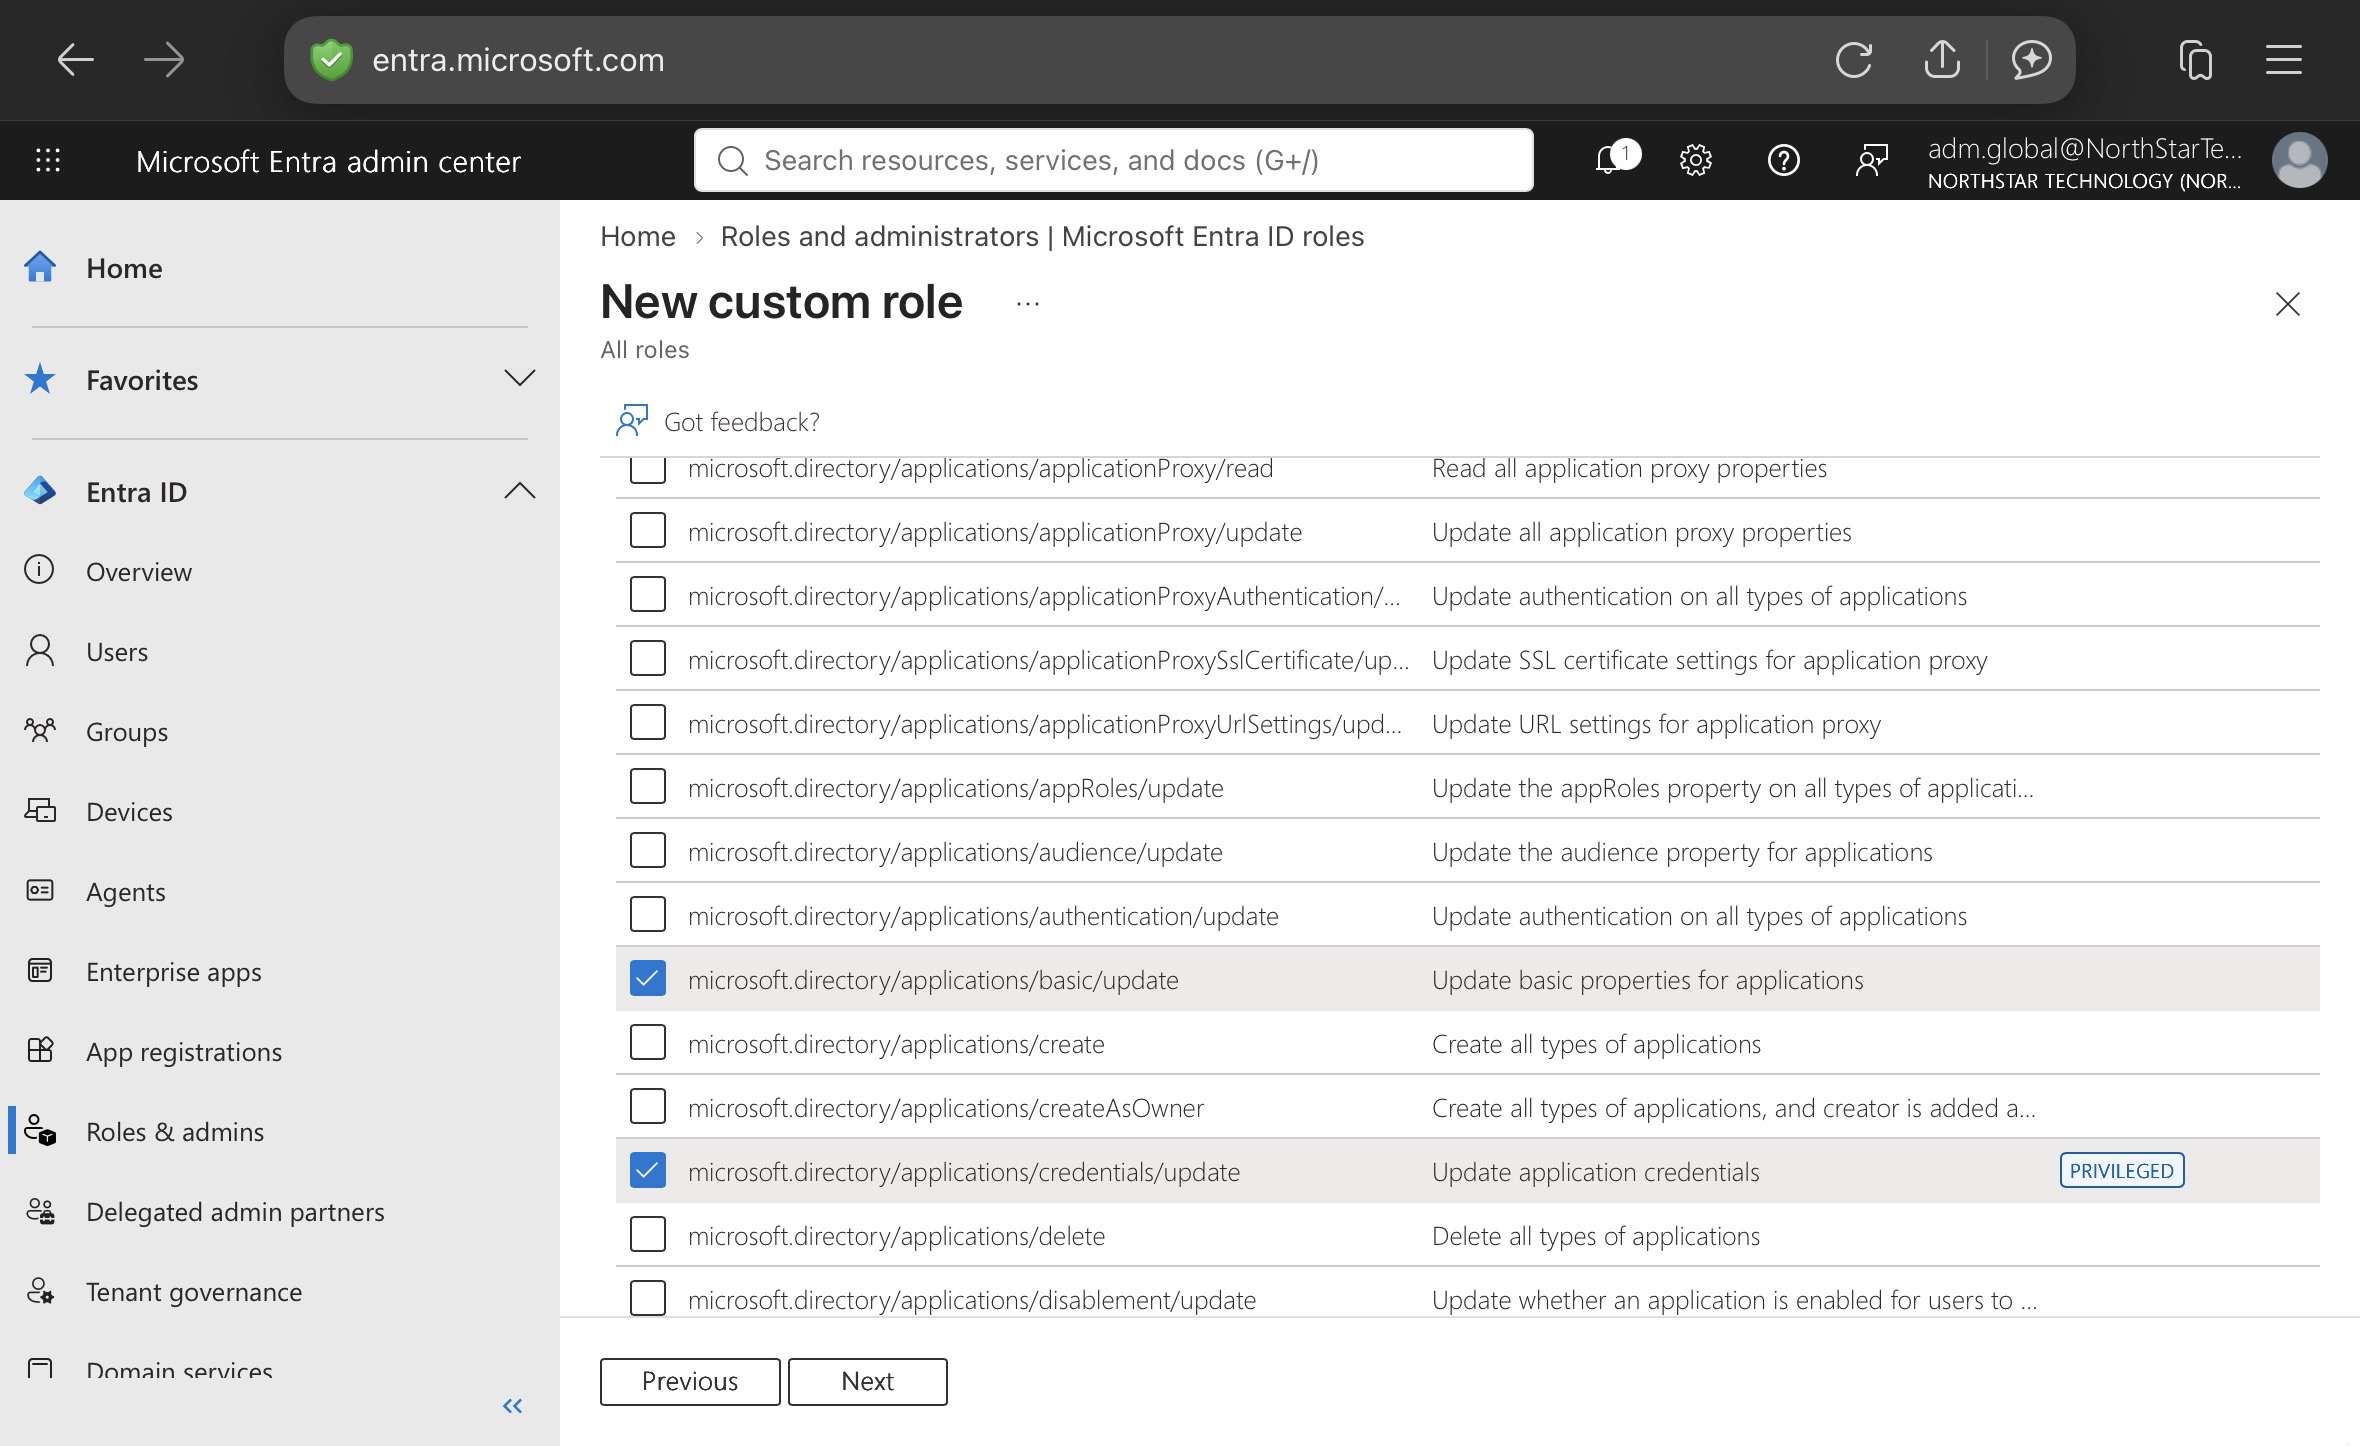 entra.microsoft.com
Microsoft Entra admin center
Search resources, services, and docs (G+/)
1
adm.global@NorthStarTe...
NORTHSTAR TECHNOLOGY (NOR...
Home
Favorites
Entra ID
Overview
Users
Groups
Devices
Agents
Enterprise apps
App registrations
Roles & admins
Delegated admin partners
Tenant governance
Domain services
Home > Roles and administrators | Microsoft Entra ID roles
New custom role ...
All roles
Got feedback?
microsoft.directory/applications/applicationProxy/read Read all application proxy properties
microsoft.directory/applications/applicationProxy/update Update all application proxy properties
microsoft.directory/applications/applicationProxyAuthentication/... Update authentication on all types of applications
microsoft.directory/applications/applicationProxySslCertificate/up... Update SSL certificate settings for application proxy
microsoft.directory/applications/applicationProxyUrlSettings/upd... Update URL settings for application proxy
microsoft.directory/applications/appRoles/update Update the appRoles property on all types of applicati...
microsoft.directory/applications/audience/update Update the audience property for applications
microsoft.directory/applications/authentication/update Update authentication on all types of applications
microsoft.directory/applications/basic/update Update basic properties for applications
microsoft.directory/applications/create Create all types of applications
microsoft.directory/applications/createAsOwner Create all types of applications, and creator is added a...
microsoft.directory/applications/credentials/update Update application credentials PRIVILEGED
microsoft.directory/applications/delete Delete all types of applications
microsoft.directory/applications/disablement/update Update whether an application is enabled for users to ...
Previous Next